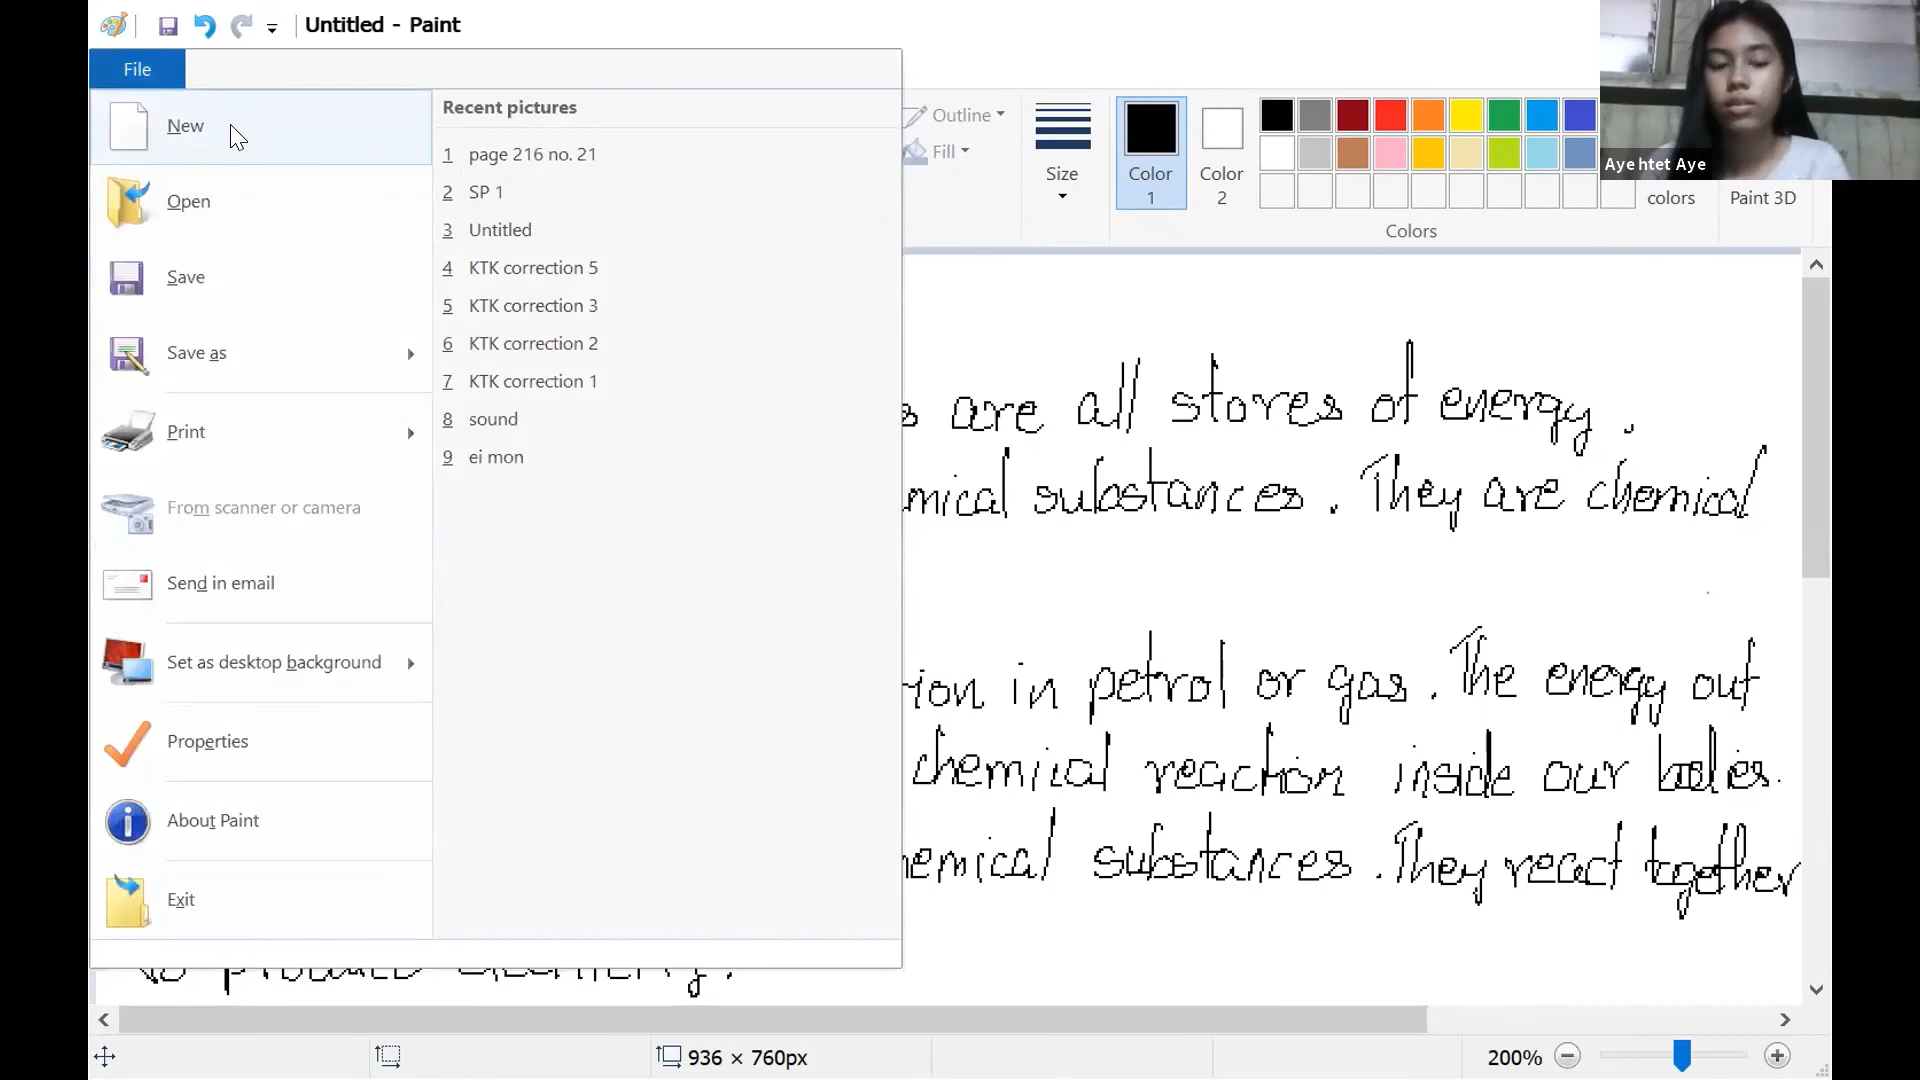 Untitled - Paint
File
New
Open
Save
Save as
Print
From scanner or camera
Send in email
Set as desktop background
Properties
About Paint
Exit
Recent pictures
1 page 216 no. 21
2 SP 1
3 Untitled
4 KTK correction 5
5 KTK correction 3
6 KTK correction 2
7 KTK correction 1
8 sound
9 ei mon
Outline
Fill
Size
Color 1
Color 2
colors
Paint 3D
Colors
Aye htet Aye
s are all stores of energy.
mical substances. They are chemical
tion in petrol or gas. The energy out
chemical reaction inside our bodies.
hemical substances. They react together
936 × 760px
200%